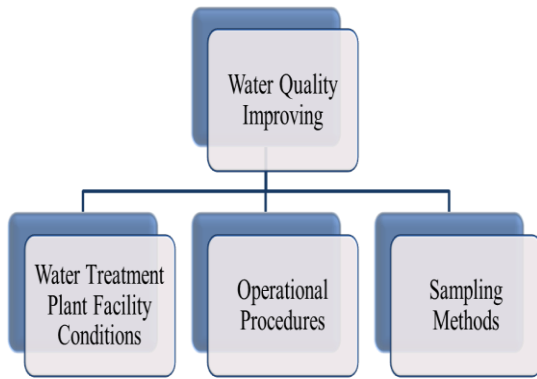 Water Quality
Improving
Water Treatment
Plant Facility
Conditions
Operational
Procedures
Sampling
Methods